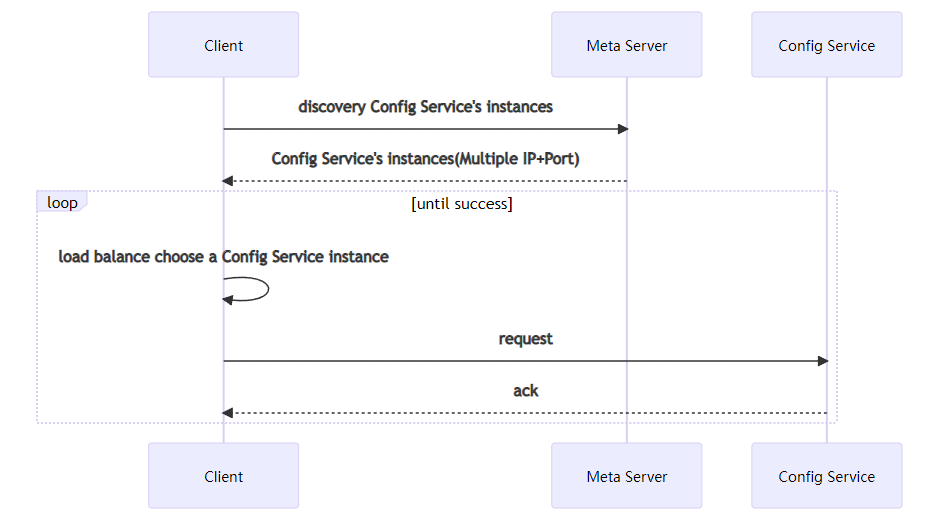 Client
Meta Server
Config Service
discovery Config Service's instances
Config Service's instances(Multiple IP+Port)
loop
[until success]
load balance choose a Config Service instance
request
ack
Client
Meta Server
Config Service